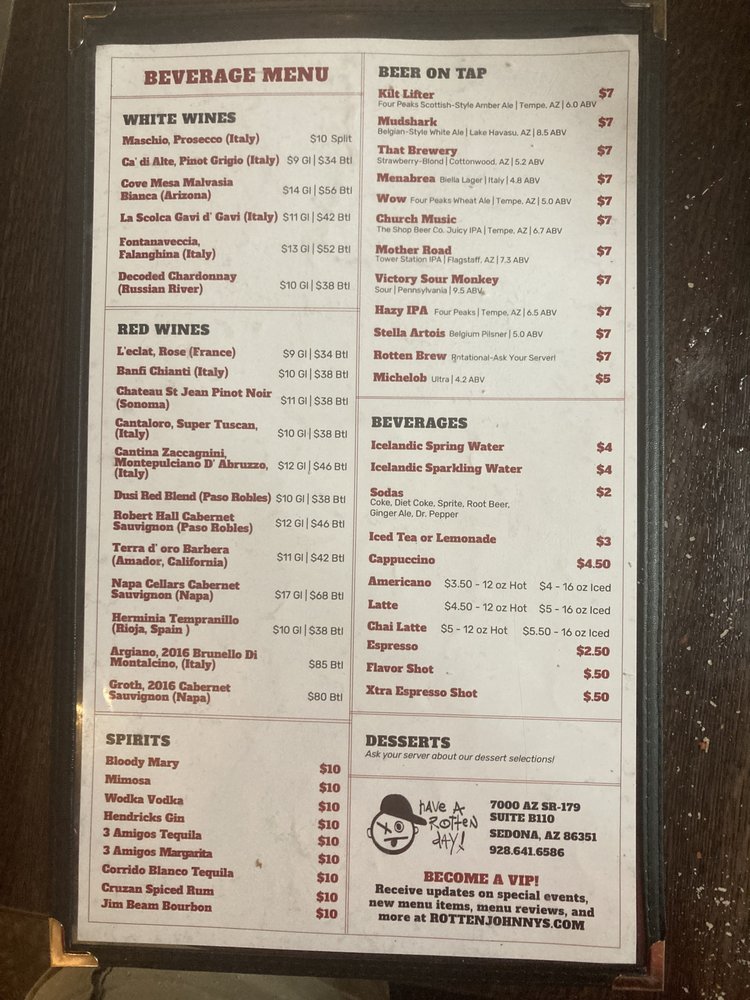 BEVERAGE MENU
WHITE WINES
Maschio, Prosecco (Italy) $10 Split
Ca' di Alte, Pinot Grigio (Italy) $9 Gl | $34 Btl
Cove Mesa Malvasia
Bianca (Arizona) $14 Gl | $56 Btl
La Scolca Gavi d' Gavi (Italy) $11 Gl | $42 Btl
Fontanaveccia,
Falanghina (Italy) $13 Gl | $52 Btl
Decoded Chardonnay
(Russian River) $10 Gl | $38 Btl
RED WINES
L'eclat, Rose (France) $9 Gl | $34 Btl
Banfi Chianti (Italy) $10 Gl | $38 Btl
Chateau St Jean Pinot Noir
(Sonoma) $11 Gl | $38 Btl
Cantaloro, Super Tuscan,
(Italy) $10 Gl | $38 Btl
Cantina Zaccagnini,
Montepulciano D' Abruzzo, $12 Gl | $46 Btl
(Italy)
Dusi Red Blend (Paso Robles) $10 Gl | $38 Btl
Robert Hall Cabernet
Sauvignon (Paso Robles) $12 Gl | $46 Btl
Terra d' oro Barbera
(Amador, California) $11 Gl | $42 Btl
Napa Cellars Cabernet
Sauvignon (Napa) $17 Gl | $68 Btl
Herminia Tempranillo
(Rioja, Spain ) $10 Gl | $38 Btl
Argiano, 2016 Brunello Di
Montalcino, (Italy) $85 Btl
Groth, 2016 Cabernet
Sauvignon (Napa) $80 Btl
SPIRITS
Bloody Mary $10
Mimosa $10
Wodka Vodka $10
Hendricks Gin $10
3 Amigos Tequila $10
3 Amigos Margarita $10
Corrido Blanco Tequila $10
Cruzan Spiced Rum $10
Jim Beam Bourbon $10
BEER ON TAP
Kilt Lifter $7
Four Peaks Scottish-Style Amber Ale | Tempe, AZ | 6.0 ABV
Mudshark $7
Belgian-Style White Ale | Lake Havasu, AZ | 8.5 ABV
That Brewery $7
Strawberry-Blond | Cottonwood, AZ | 5.2 ABV
Menabrea Biella Lager | Italy | 4.8 ABV $7
Wow Four Peaks Wheat Ale | Tempe, AZ | 5.0 ABV $7
Church Music $7
The Shop Beer Co. Juicy IPA | Tempe, AZ | 6.7 ABV
Mother Road $7
Tower Station IPA | Flagstaff, AZ | 7.3 ABV
Victory Sour Monkey $7
Sour | Pennsylvania | 9.5 ABV
Hazy IPA Four Peaks | Tempe, AZ | 6.5 ABV $7
Stella Artois Belgium Pilsner | 5.0 ABV $7
Rotten Brew Rotational-Ask Your Server! $7
Michelob Ultra | 4.2 ABV $5
BEVERAGES
Icelandic Spring Water $4
Icelandic Sparkling Water $4
Sodas $2
Coke, Diet Coke, Sprite, Root Beer,
Ginger Ale, Dr. Pepper
Iced Tea or Lemonade $3
Cappuccino $4.50
Americano $3.50 - 12 oz Hot $4 - 16 oz Iced
Latte $4.50 - 12 oz Hot $5 - 16 oz Iced
Chai Latte $5 - 12 oz Hot $5.50 - 16 oz Iced
Espresso $2.50
Flavor Shot $.50
Xtra Espresso Shot $.50
DESSERTS
Ask your server about our dessert selections!
HAVE A
ROTTEN
DAY!
7000 AZ SR-179
SUITE B110
SEDONA, AZ 86351
928.641.6586
BECOME A VIP!
Receive updates on special events,
new menu items, menu reviews, and
more at ROTTENJOHNNYS.COM